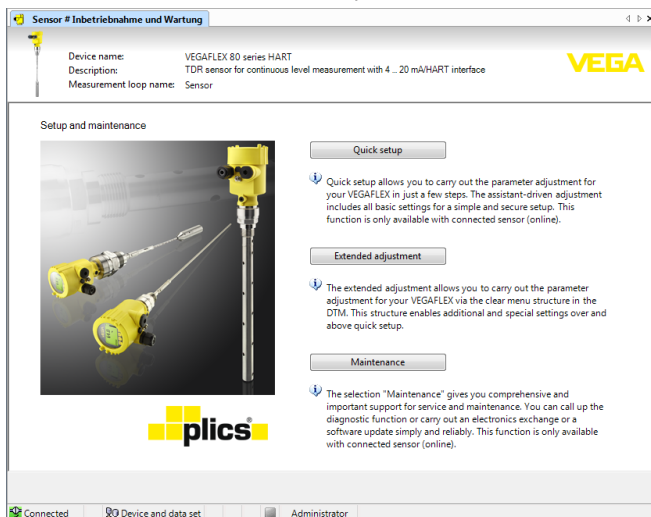 Sensor # Inbetriebnahme und Wartung
Device name: VEGAFLEX 80 series HART
Description: TDR sensor for continuous level measurement with 4 .. 20 mA/HART interface
Measurement loop name: Sensor
VEGA
Setup and maintenance
Quick setup
Quick setup allows you to carry out the parameter adjustment for
your VEGAFLEX in just a few steps. The assistant-driven adjustment
includes all basic settings for a simple and secure setup. This
function is only available with connected sensor (online).
Extended adjustment
The extended adjustment allows you to carry out the parameter
adjustment for your VEGAFLEX via the clear menu structure in the
DTM. This structure enables additional and special settings over and
above quick setup.
Maintenance
The selection "Maintenance" gives you comprehensive and
important support for service and maintenance. You can call up the
diagnostic function or carry out an electronics exchange or a
software update simply and reliably. This function is only available
with connected sensor (online).
plics®
Connected Device and data set Administrator